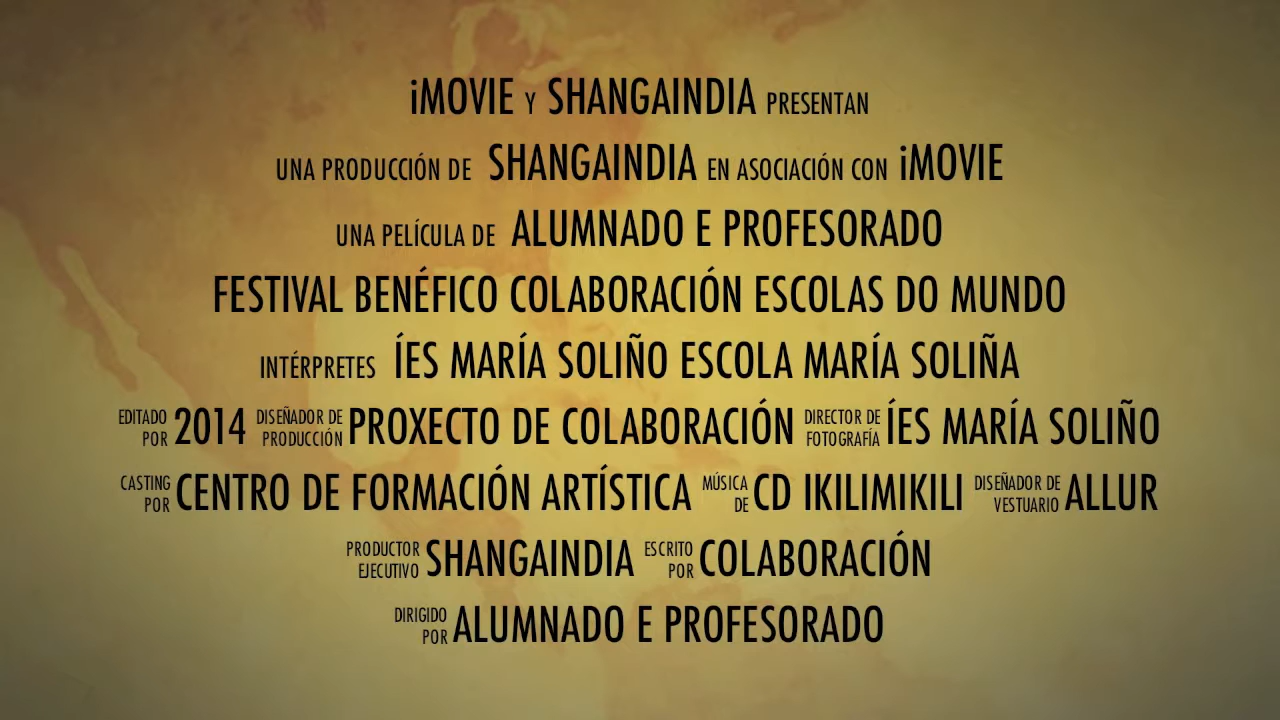 iMOVIE Y SHANGAINDIA PRESENTAN
UNA PRODUCCIÓN DE SHANGAINDIA EN ASOCIACIÓN CON iMOVIE
UNA PELÍCULA DE ALUMNADO E PROFESORADO
FESTIVAL BENÉFICO COLABORACIÓN ESCOLAS DO MUNDO
INTÉRPRETES ÍES MARÍA SOLIÑO ESCOLA MARÍA SOLIÑA
EDITADO POR 2014 DISEÑADOR DE PRODUCCIÓN PROXECTO DE COLABORACIÓN DIRECTOR DE FOTOGRAFÍA ÍES MARÍA SOLIÑO
CASTING POR CENTRO DE FORMACIÓN ARTÍSTICA MÚSICA DE CD IKILIMIKILI DISEÑADOR DE VESTUARIO ALLUR
PRODUCTOR EJECUTIVO SHANGAINDIA ESCRITO POR COLABORACIÓN
DIRIGIDO POR ALUMNADO E PROFESORADO